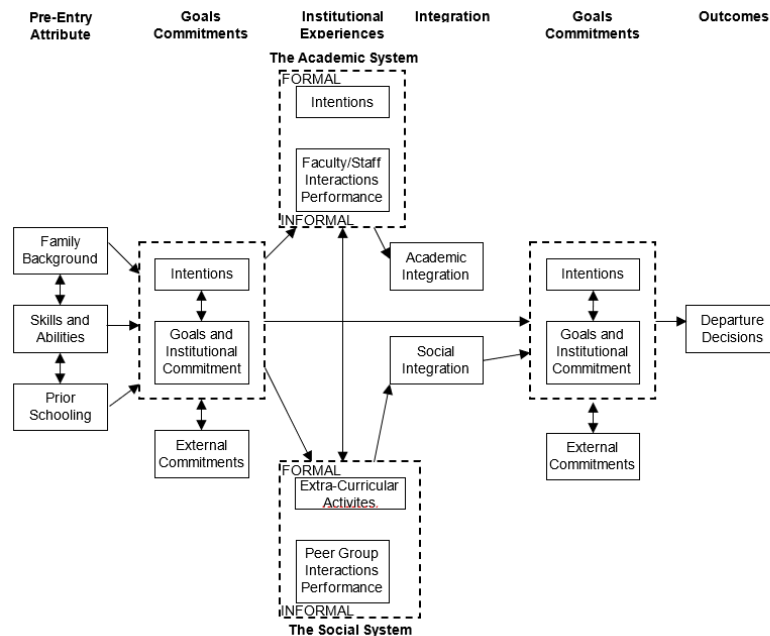 Pre-Entry
Attribute
Goals
Commitments
Institutional
Experiences
Integration
Goals
Commitments
Outcomes
The Academic System
FORMAL
Intentions
Faculty/Staff
Interactions
Performance
INFORMAL
Family
Background
Skills and
Abilities
Prior
Schooling
Intentions
Goals and
Institutional
Commitment
External
Commitments
Academic
Integration
Social
Integration
Intentions
Goals and
Institutional
Commitment
External
Commitments
Departure
Decisions
FORMAL
Extra-Curricular
Activites.
Peer Group
Interactions
Performance
INFORMAL
The Social System